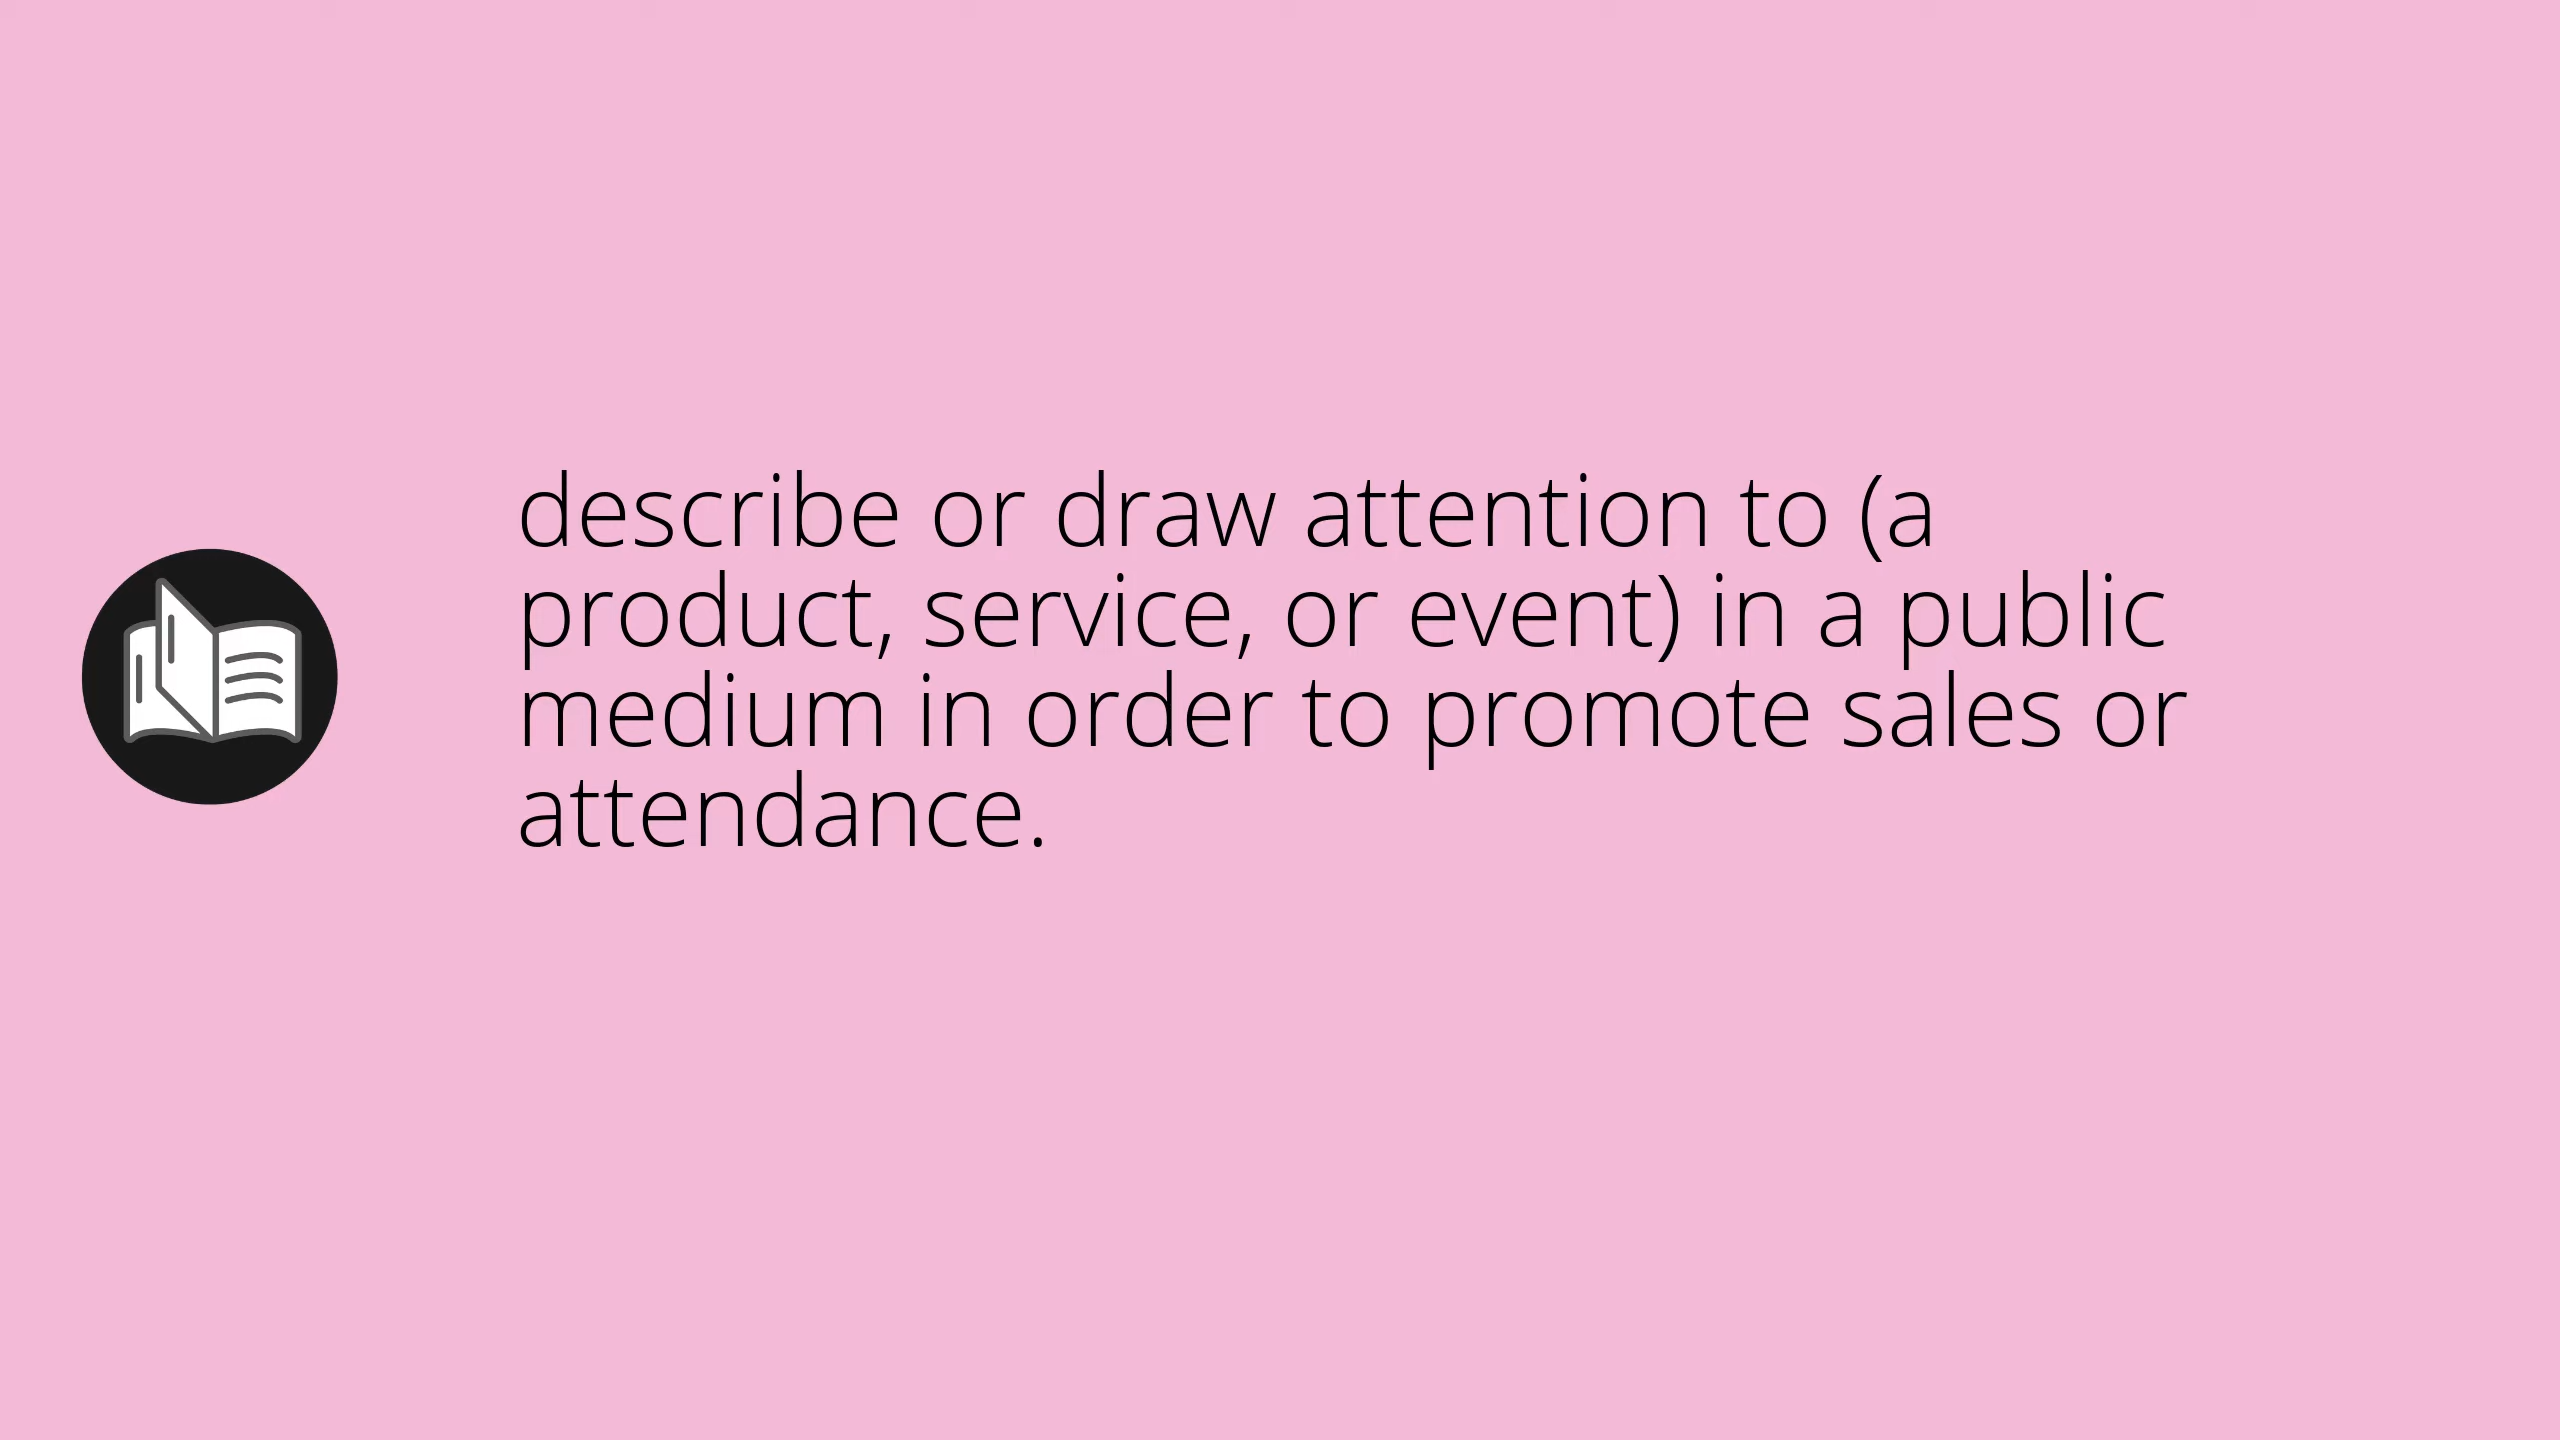 describe or draw attention to (a
product, service, or event) in a public
medium in order to promote sales or
attendance.